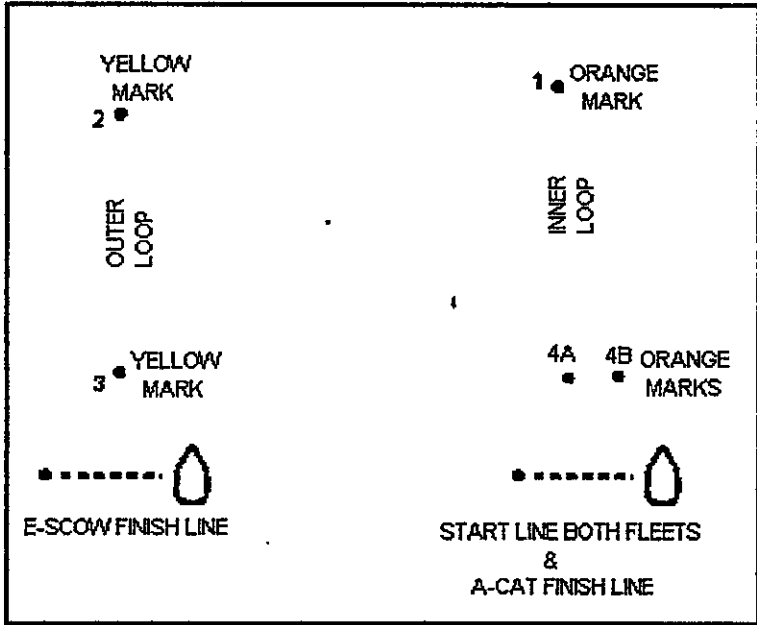 YELLOW
MARK
2
1
ORANGE
MARK
OUTER
LOOP
INNER
LOOP
3
YELLOW
MARK
4A
4B
ORANGE
MARKS
E-SCOW FINISH LINE
START LINE BOTH FLEETS
&
A-CAT FINISH LINE